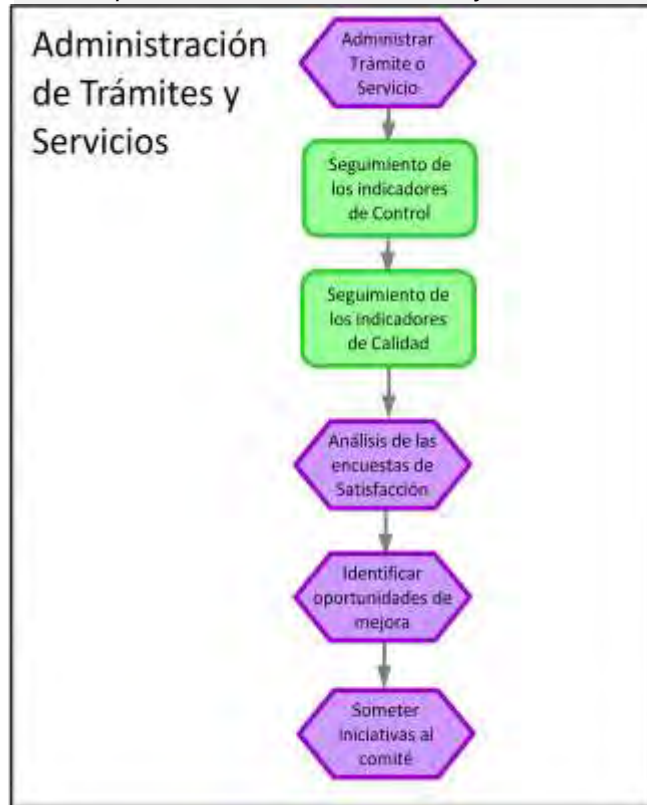 Administración
de Trámites y
Servicios
Administrar
Trámite o
Servicio
Seguimiento de
los indicadores
de Control
Seguimiento de
los indicadores
de Calidad
Análisis de las
encuestas de
Satisfacción
Identificar
oportunidades de
mejora
Someter
Iniciativas al
comité